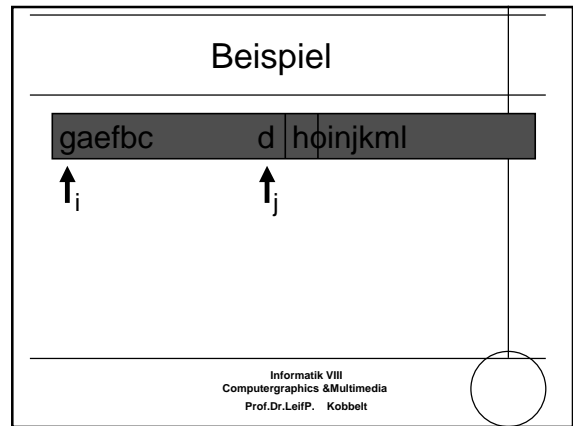 Beispiel
gaefbc d hoinjkml
i j
Informatik VIII
Computergraphics &Multimedia
Prof.Dr.LeifP. Kobbelt